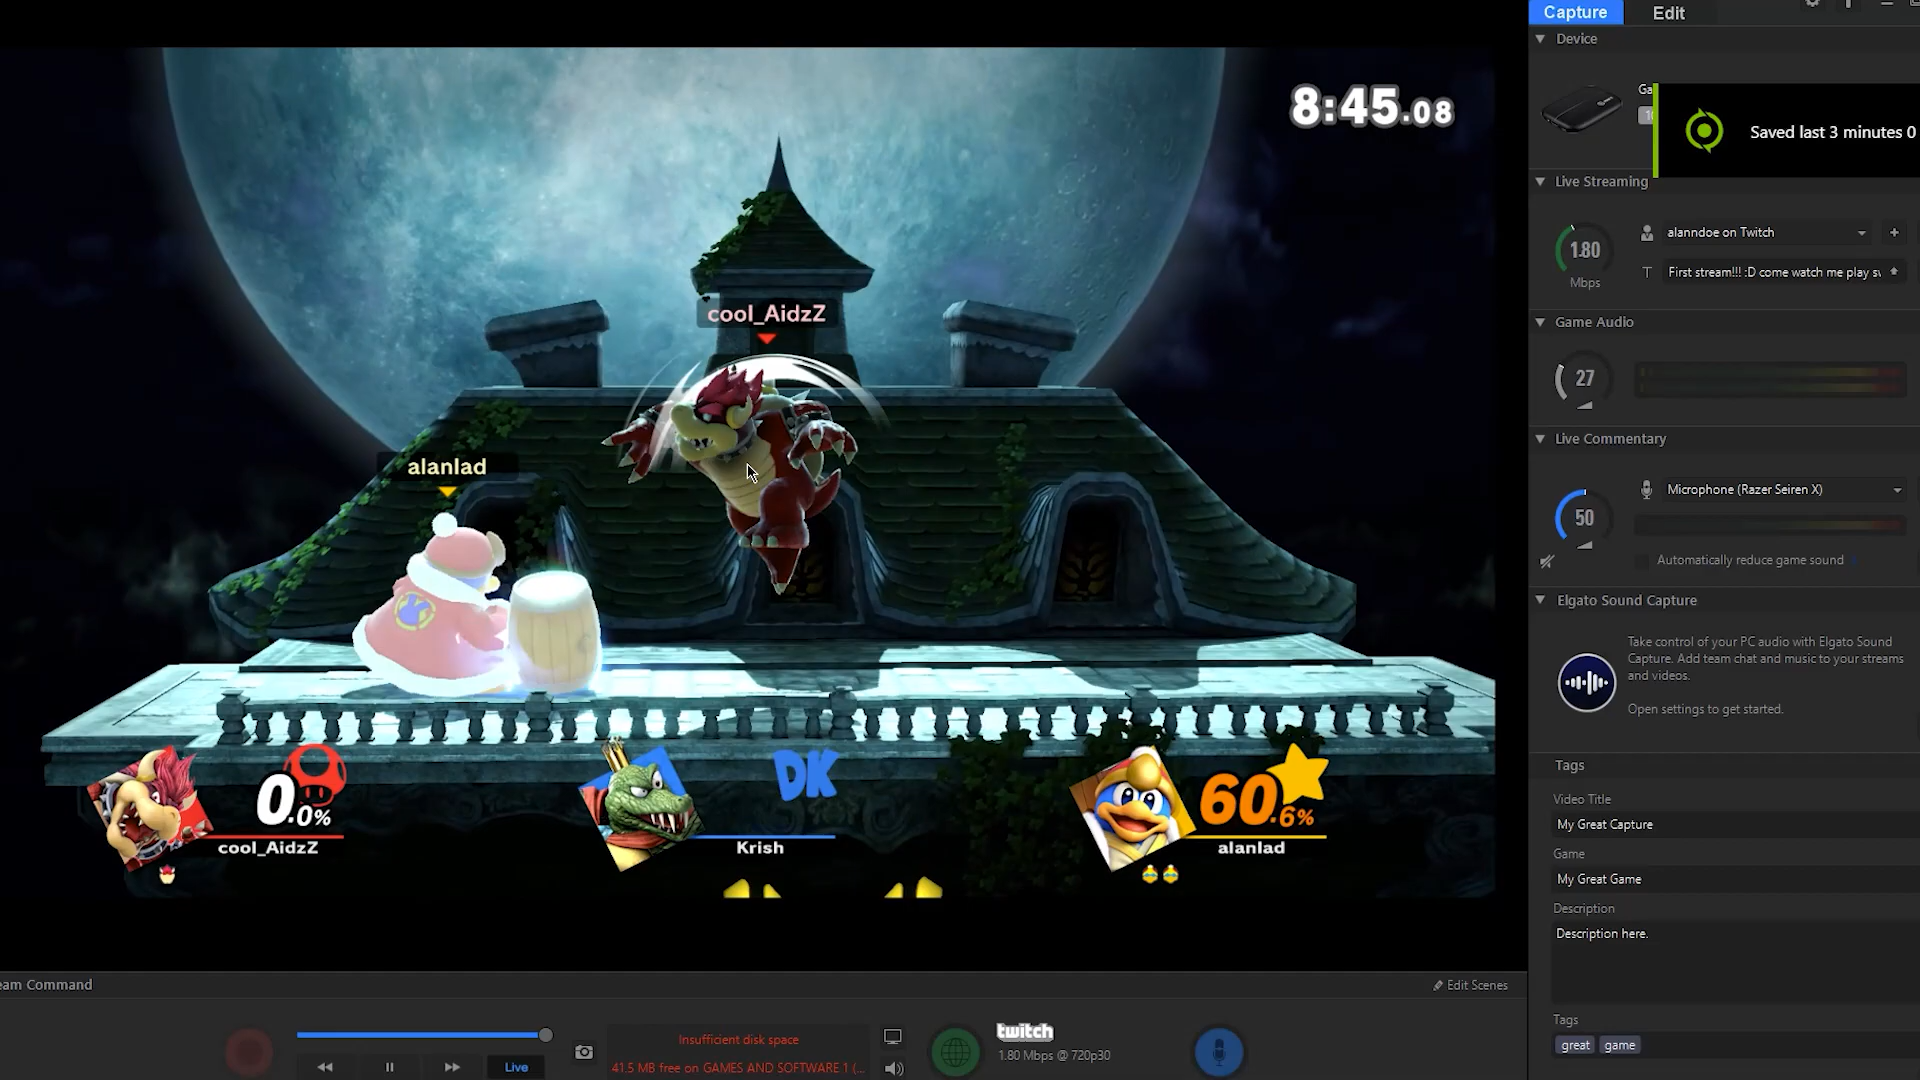 Capture
Edit
Device
Ga
Saved last 3 minutes 0
8:45.08
Live Streaming
1.80
Mbps
alanndoe on Twitch
T
First stream!!! :D come watch me play sv
Game Audio
27
Live Commentary
50
Microphone (Razer Seiren X)
Automatically reduce game sound
Elgato Sound Capture
Take control of your PC audio with Elgato Sound
Capture. Add team chat and music to your streams
and videos.
Open settings to get started.
Tags
Video Title
My Great Capture
Game
My Great Game
Description
Description here.
Tags
great game
cool_AidzZ
alanlad
0.0%
cool_AidzZ
DK
Krish
60.6%
alanlad
eam Command
Edit Scenes
Live
Insufficient disk space
41.5 MB free on GAMES AND SOFTWARE 1 (...
twitch
1.80 Mbps @ 720p30